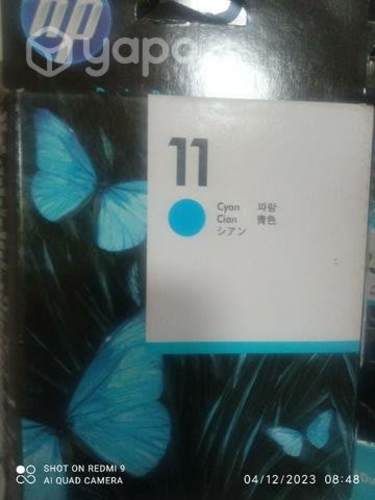 hp
yapo
11
Cyan 파랑
Cian 青色
シアン
SHOT ON REDMI 9
AI QUAD CAMERA
04/12/2023 08:48